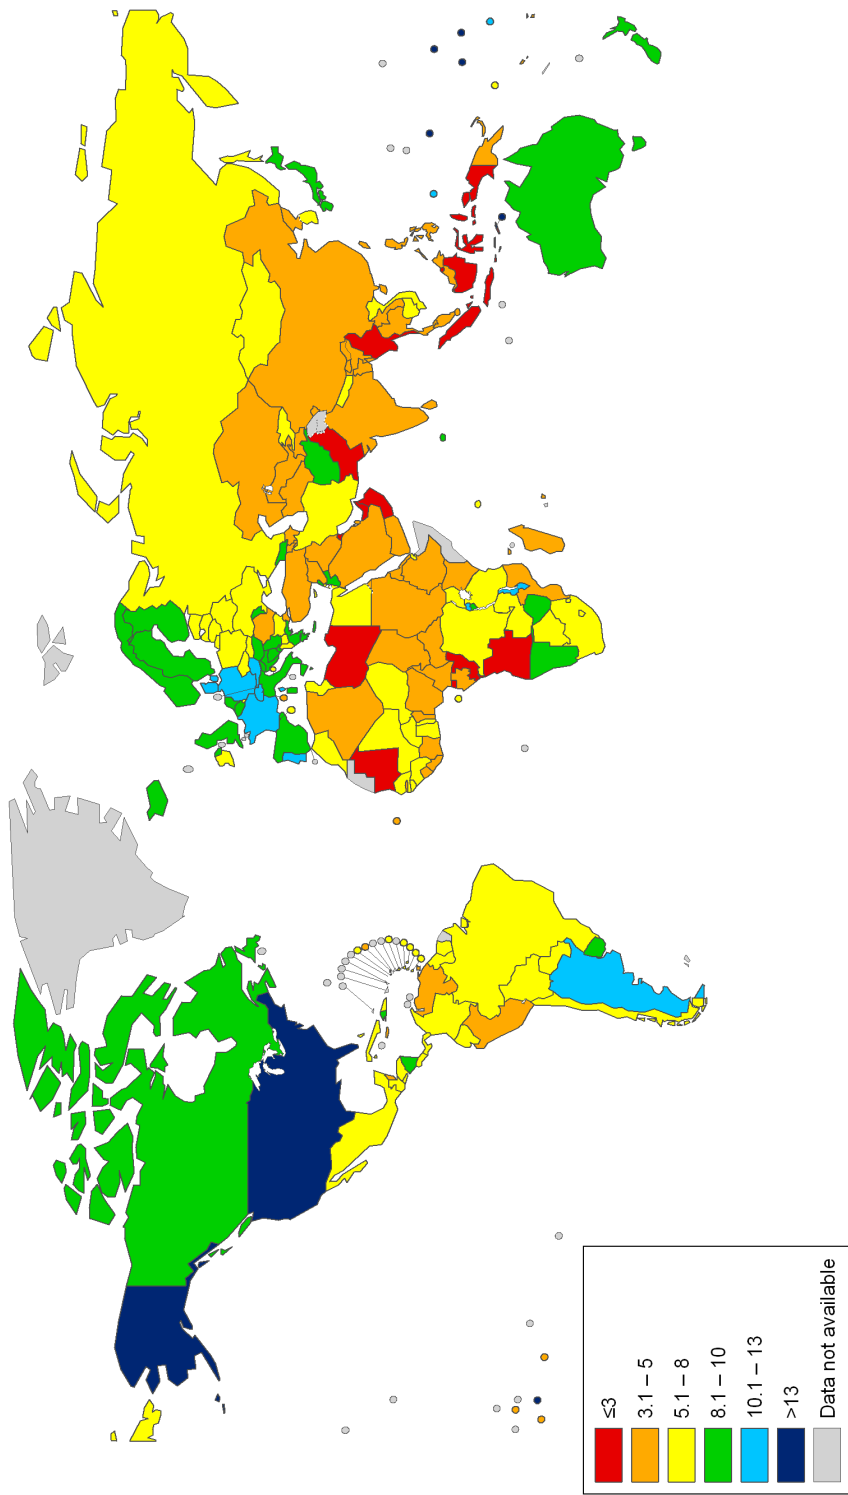 ≤3
3.1 – 5
5.1 – 8
8.1 – 10
10.1 – 13
>13
Data not available